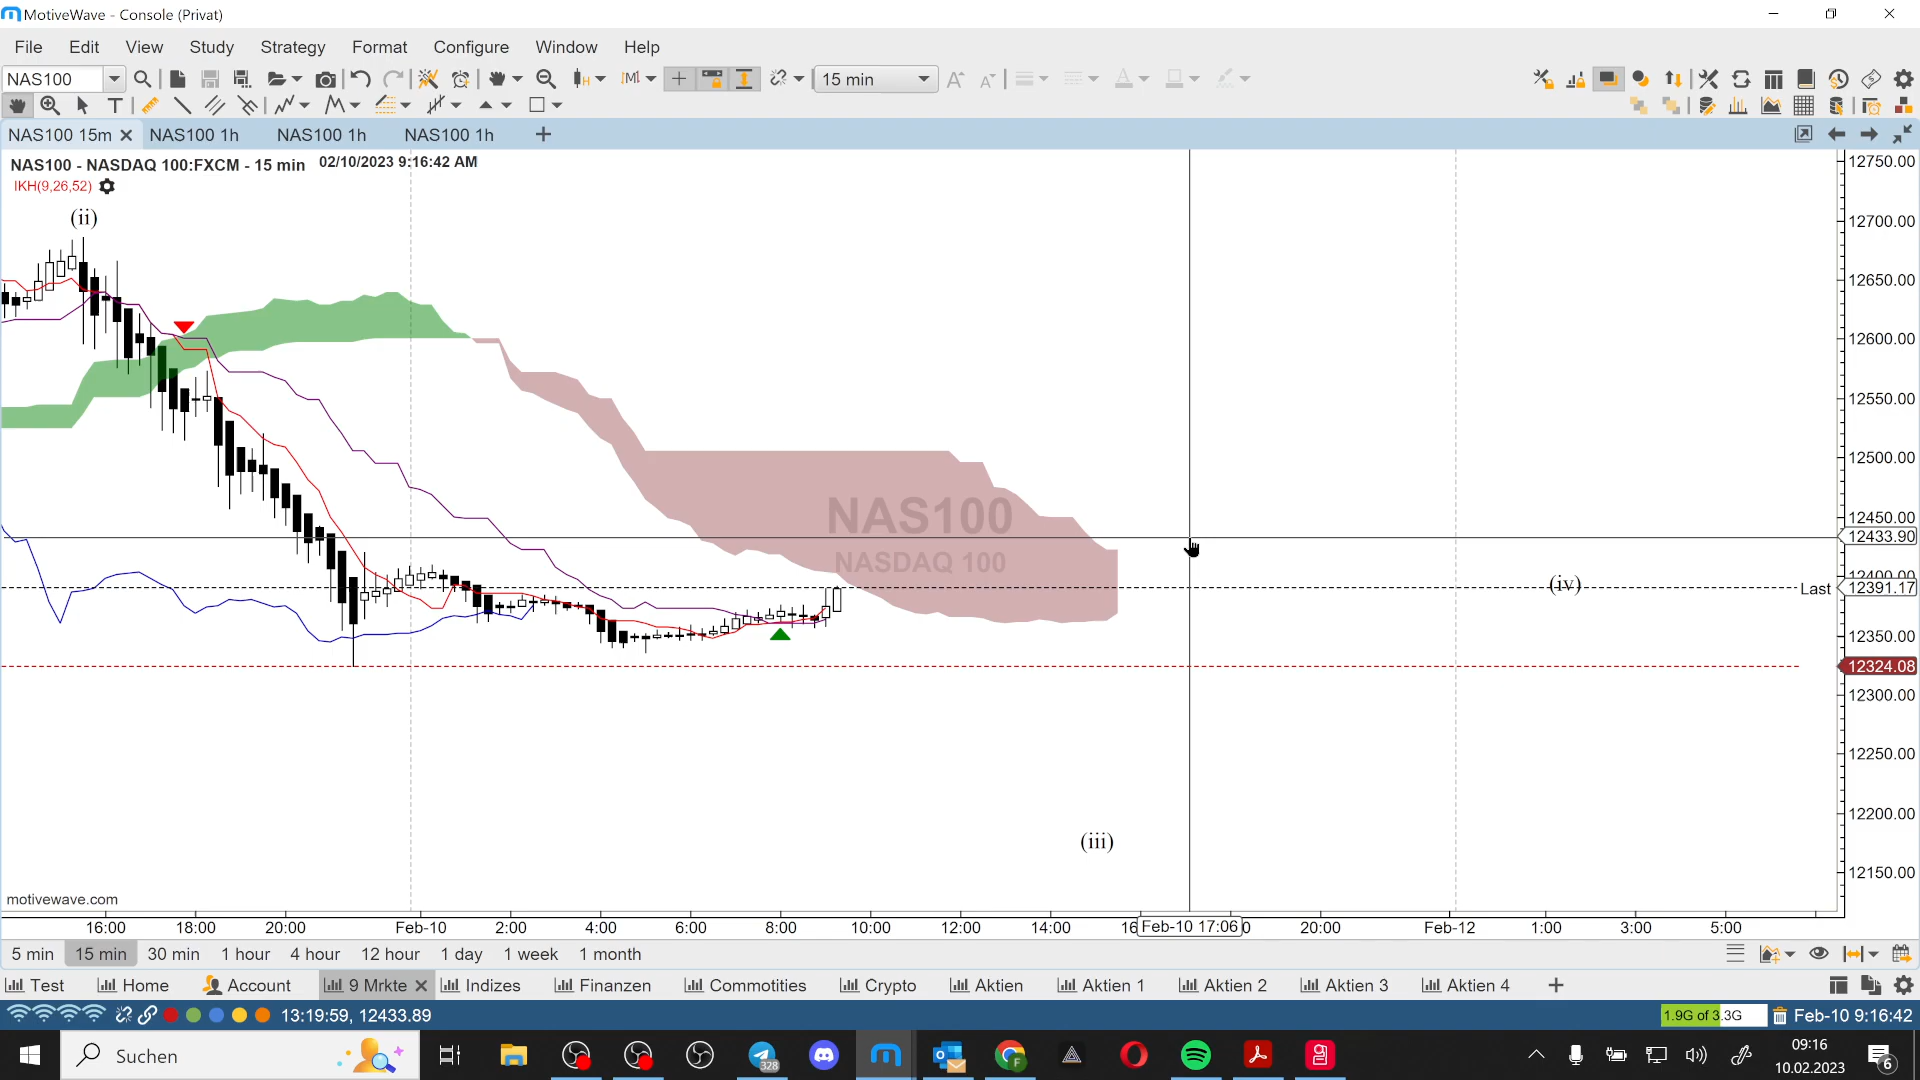 MotiveWave - Console (Privat)
File Edit View Study Strategy Format Configure Window Help
NAS100 15 min
NAS100 15m NAS100 1h NAS100 1h NAS100 1h
NAS100 - NASDAQ 100:FXCM - 15 min 02/10/2023 9:16:42 AM
IKH(9,26,52)
(ii)
12750.00
12700.00
12650.00
12600.00
12550.00
12500.00
12450.00
12433.90
12400.00
Last 12391.17
12350.00
12324.08
12300.00
12250.00
12200.00
12150.00
NAS100
NASDAQ 100
(iv)
(iii)
motivewave.com
16:00 18:00 20:00 Feb-10 2:00 4:00 6:00 8:00 10:00 12:00 14:00 16 Feb-10 17:06 0 20:00 Feb-12 1:00 3:00 5:00
5 min 15 min 30 min 1 hour 4 hour 12 hour 1 day 1 week 1 month
Test Home Account 9 Mrkte Indizes Finanzen Commotities Crypto Aktien Aktien 1 Aktien 2 Aktien 3 Aktien 4
13:19:59, 12433.89 1.9G of 3.3G Feb-10 9:16:42
Suchen 328 09:16
10.02.2023 6